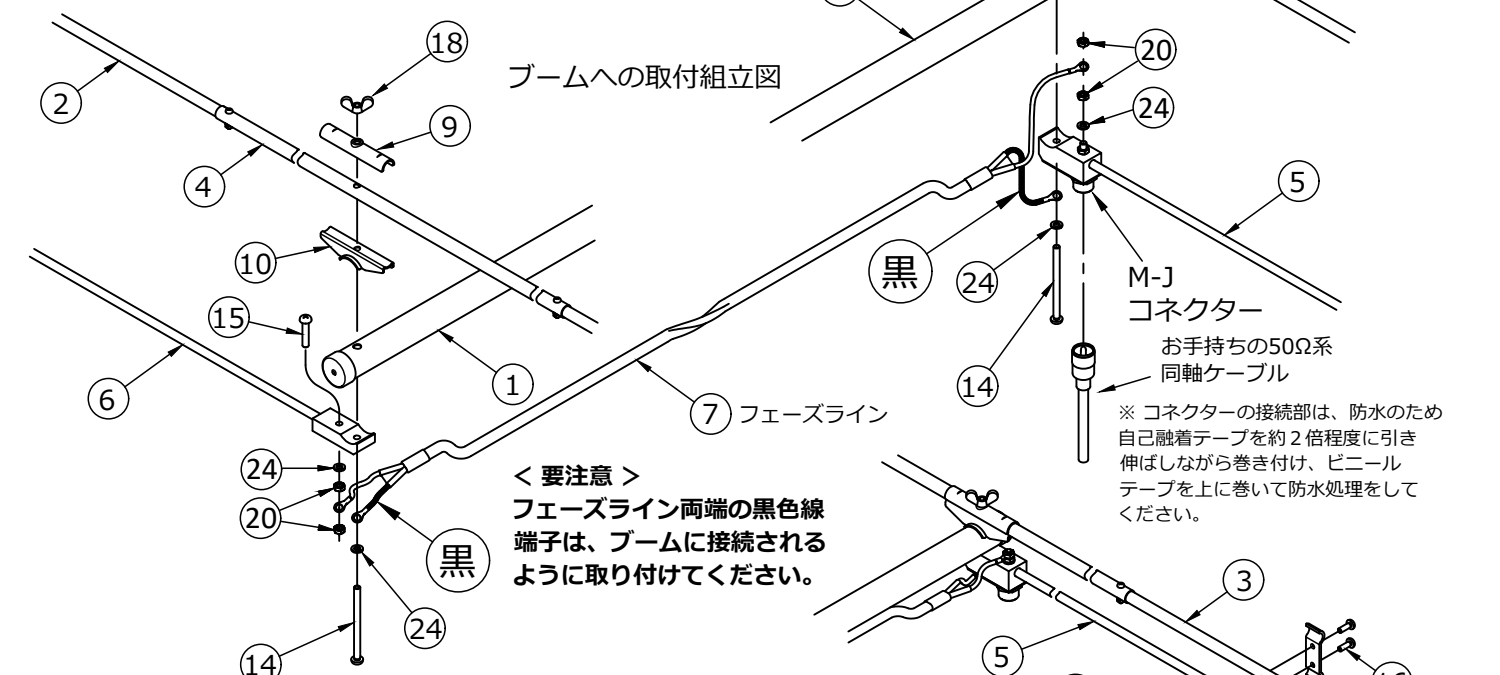 ブームへの取付組立図
18
2
9
4
10
15
6
1
7 フェーズライン
24
20
黒
24
14
< 要注意 >
フェーズライン両端の黒色線
端子は、ブームに接続される
ように取り付けてください。
20
24
5
黒
24
14
M-J
コネクター
お手持ちの50Ω系
同軸ケーブル
※ コネクターの接続部は、防水のため
自己融着テープを約２倍程度に引き
伸ばしながら巻き付け、ビニール
テープを上に巻いて防水処理をして
ください。
3
5